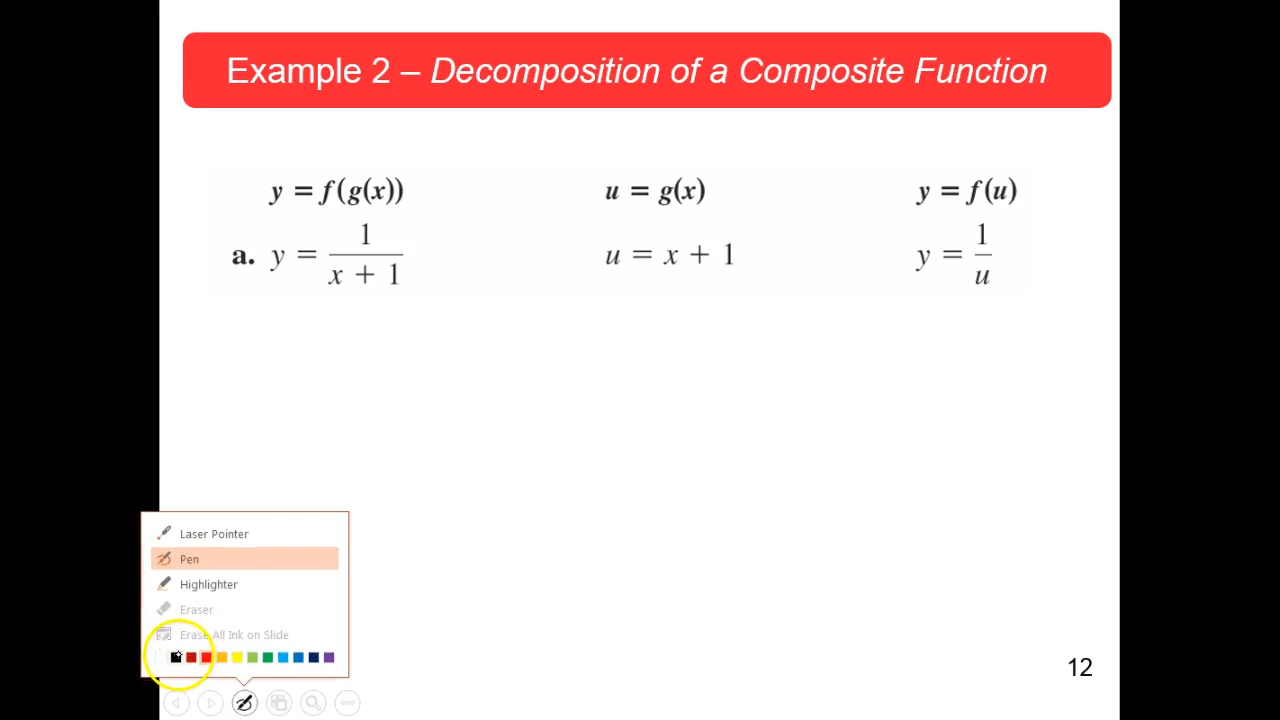 Example 2 – Decomposition of a Composite Function
y = f(g(x)) u = g(x) y = f(u)
a. y = 1/(x + 1) u = x + 1 y = 1/u
Laser Pointer
Pen
Highlighter
Eraser
Erase All Ink on Slide
12